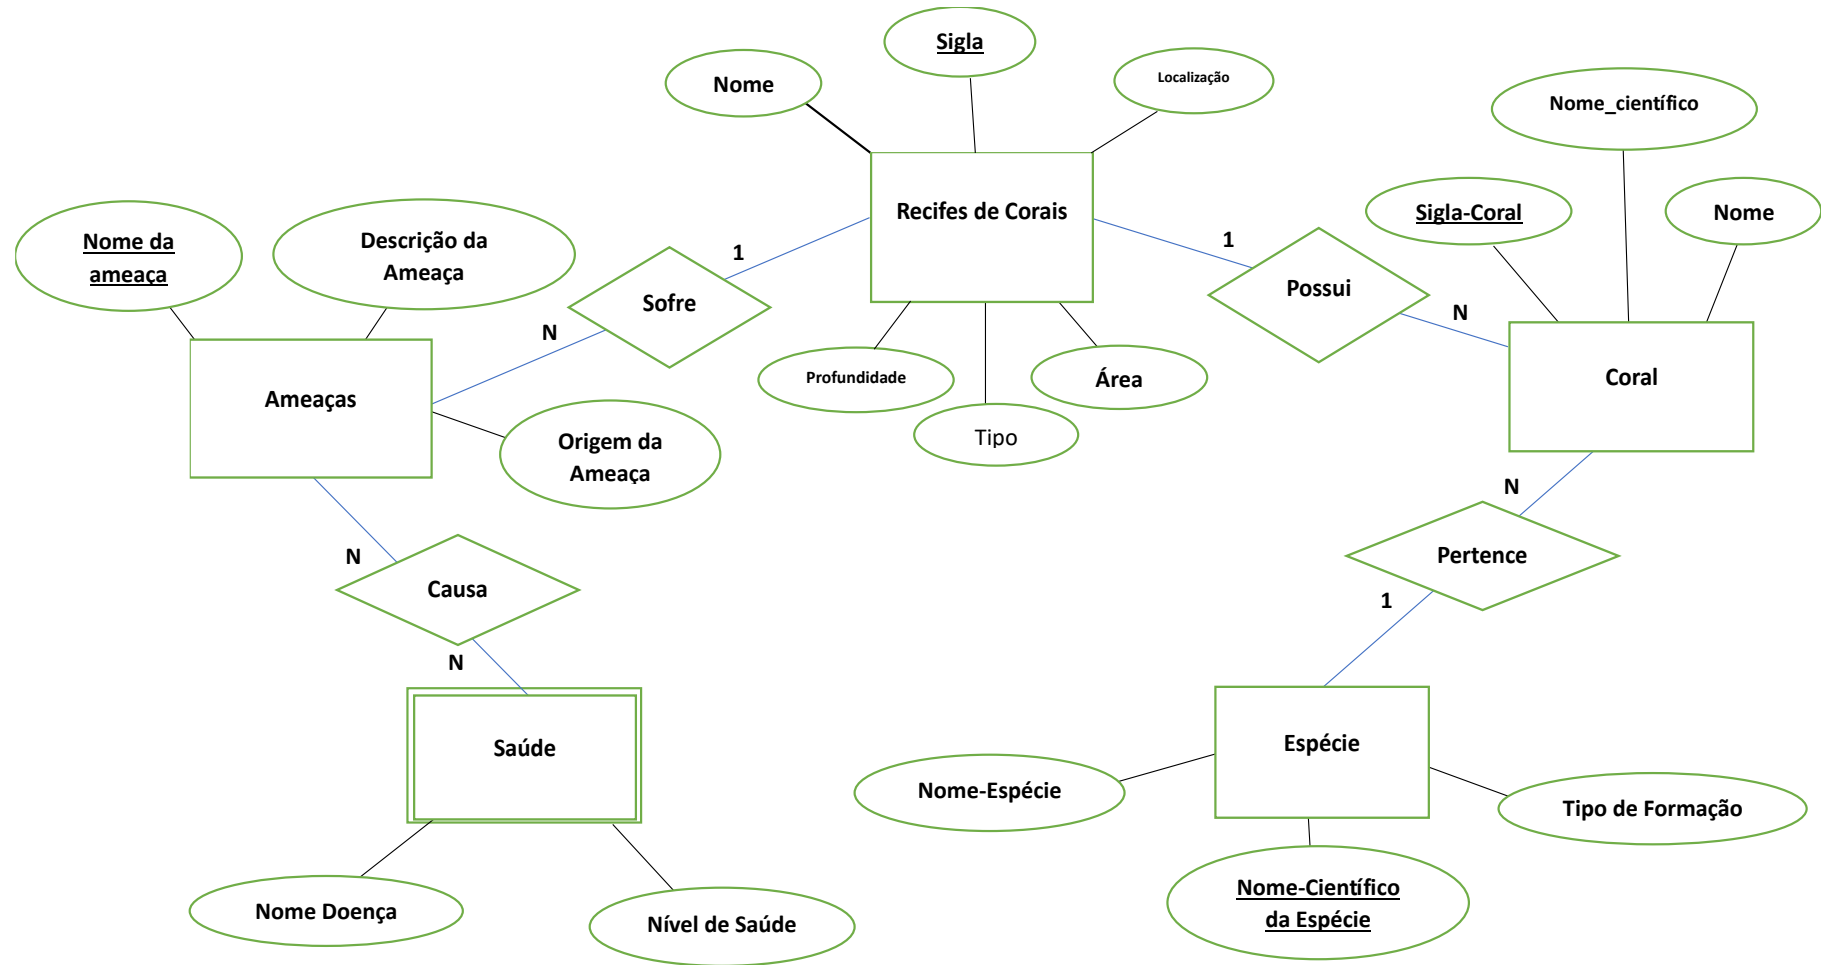 Sigla
Nome
Localização
Nome_científico
Recifes de Corais
Sigla-Coral
Nome
Nome da
ameaça
Descrição da
Ameaça
1
1
Sofre
Possui
N
N
Profundidade
Área
Tipo
Coral
Ameaças
Origem da
Ameaça
N
N
Pertence
Causa
1
N
Saúde
Espécie
Nome-Espécie
Tipo de Formação
Nome-Científico
da Espécie
Nome Doença
Nível de Saúde